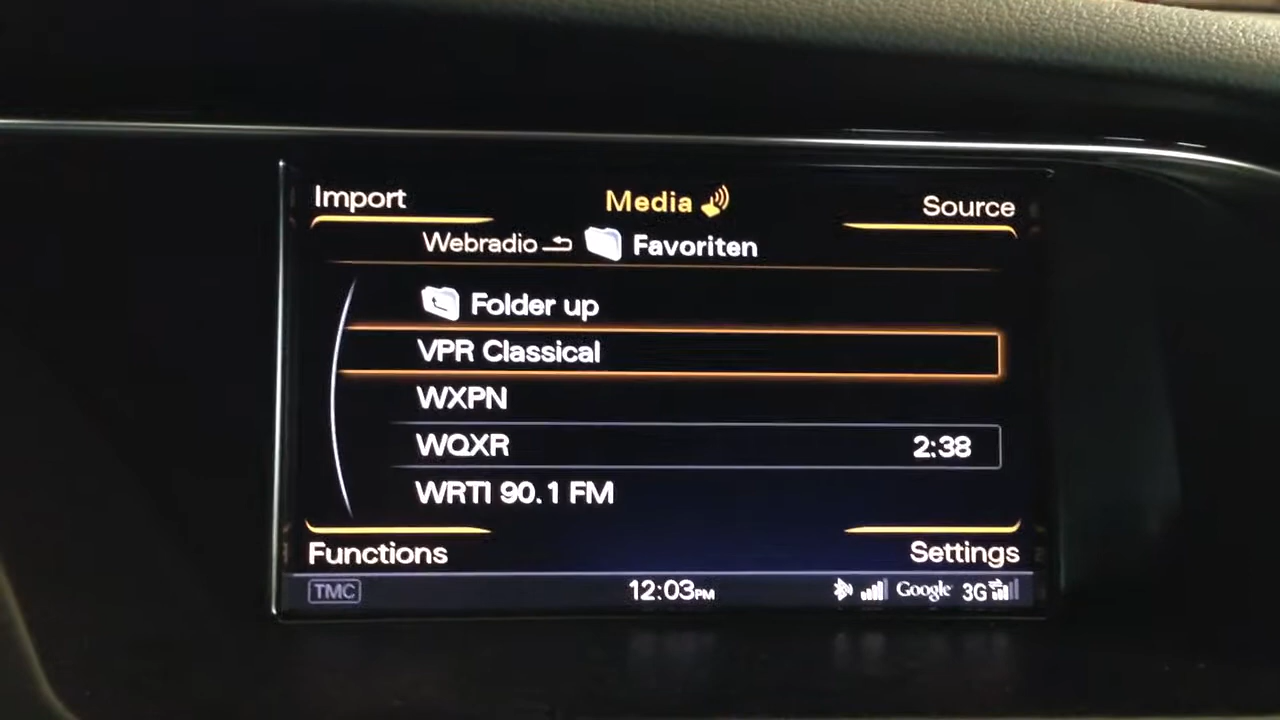 Import Media Source
Webradio Favoriten
Folder up
VPR Classical
WXPN
WQXR 2:38
WRTI 90.1 FM
Functions Settings
TMC 12:03PM Google 3G